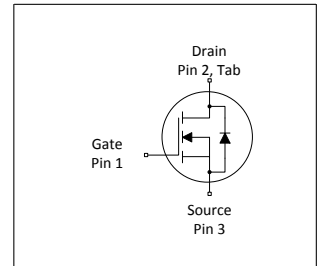 Drain
Pin 2, Tab
Gate
Pin 1
Source
Pin 3